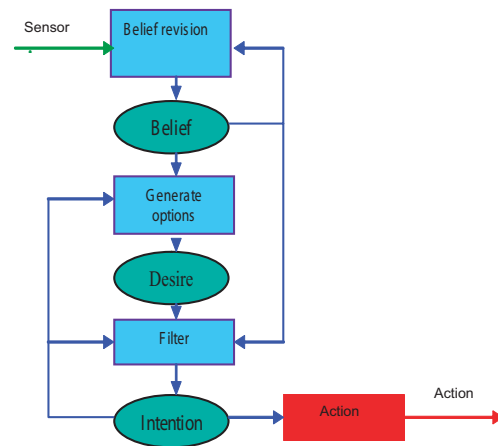 Sensor
Belief revision
Belief
Generate
options
Desire
Filter
Intention
Action
Action